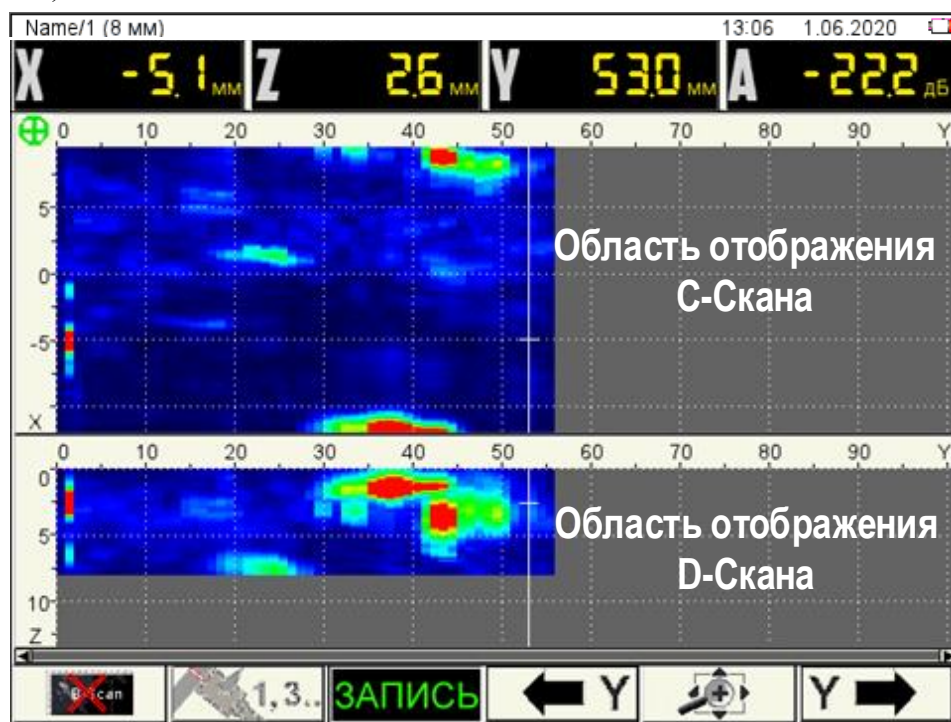 Name/1 (8 мм) 13:06 1.06.2020
X -5.1 мм Z 2.6 мм Y 53.0 мм A -22.2 дБ
0 10 20 30 40 50 60 70 80 90 Y
5
0
-5
X
Область отображения
С-Скана
0 10 20 30 40 50 60 70 80 90 Y
0
5
10
Z
Область отображения
D-Скана
B-Scan 1,3.. ЗАПИСЬ Y Y